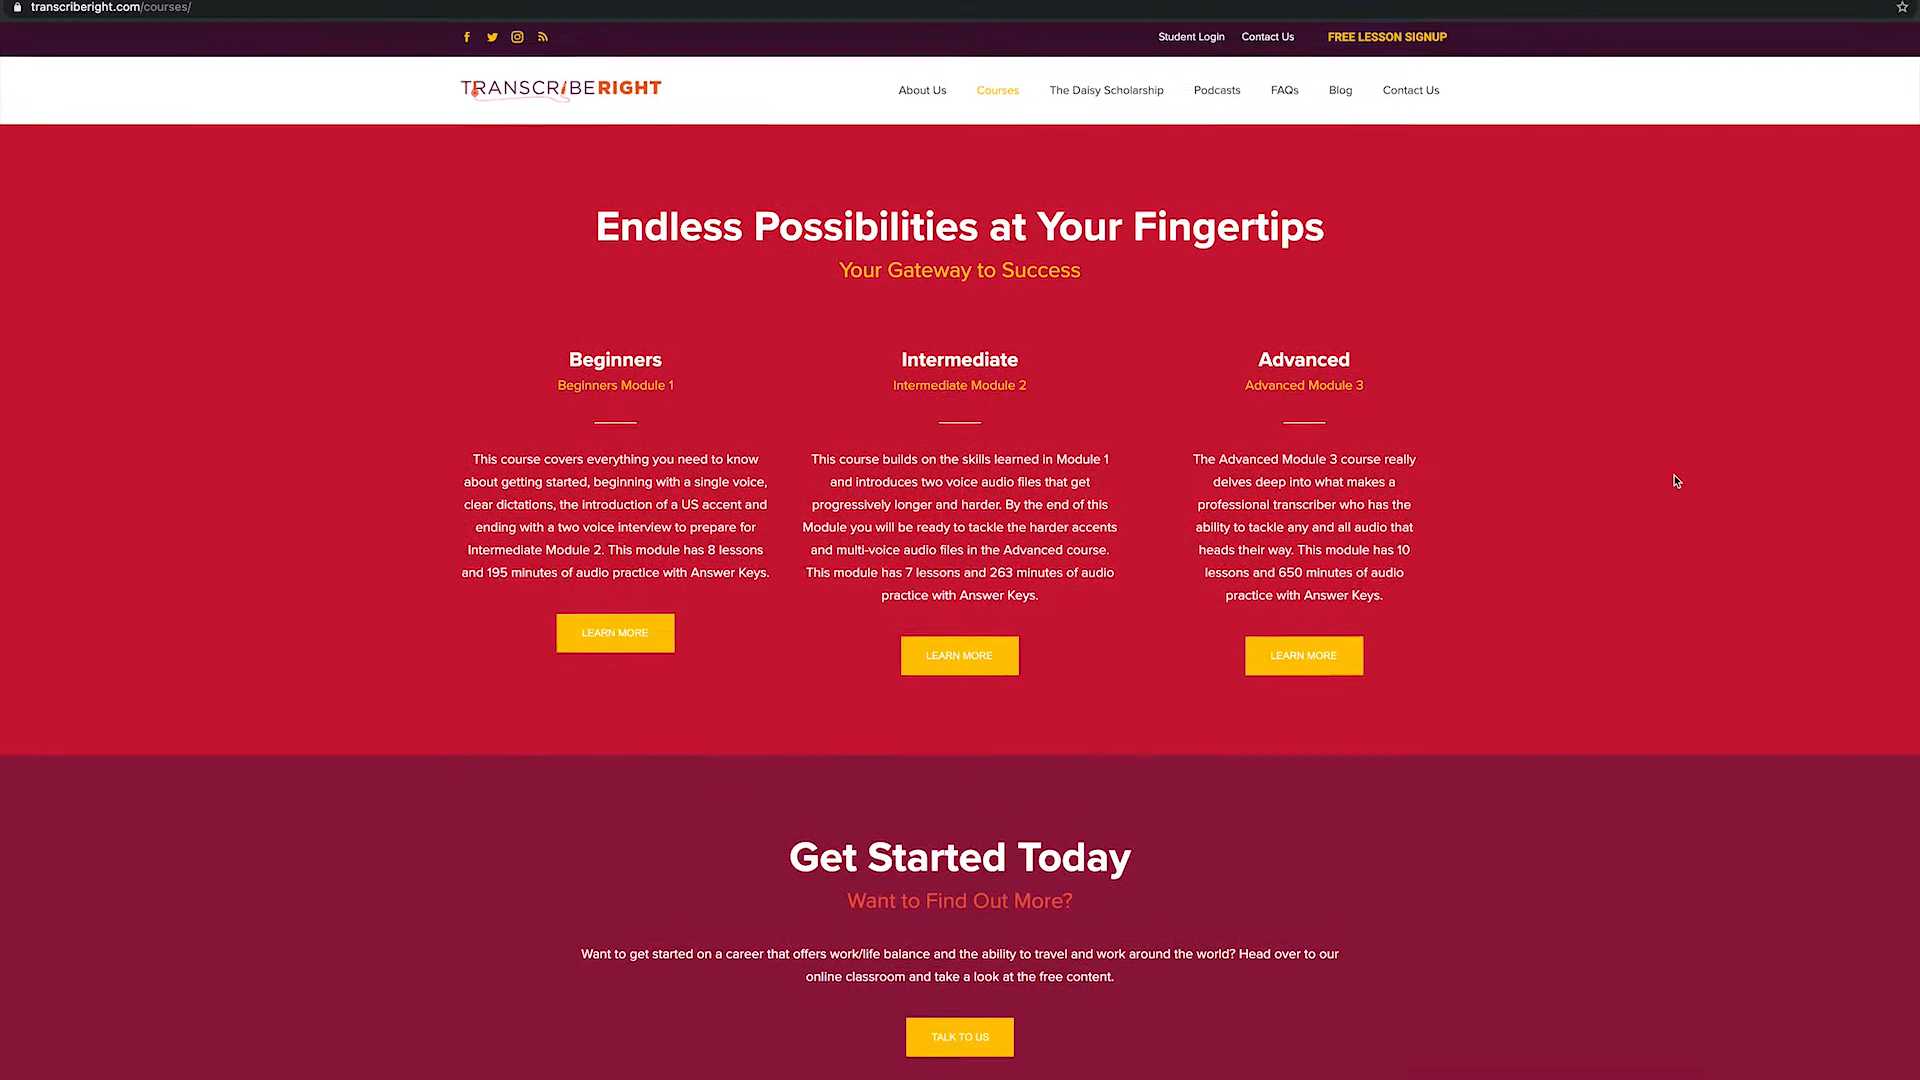 transcriberight.com/courses/
Student Login Contact Us FREE LESSON SIGNUP
TRANSCRIBERIGHT
About Us Courses The Daisy Scholarship Podcasts FAQs Blog Contact Us
Endless Possibilities at Your Fingertips
Your Gateway to Success
Beginners
Beginners Module 1
This course covers everything you need to know
about getting started, beginning with a single voice,
clear dictations, the introduction of a US accent and
ending with a two voice interview to prepare for
Intermediate Module 2. This module has 8 lessons
and 195 minutes of audio practice with Answer Keys.
LEARN MORE
Intermediate
Intermediate Module 2
This course builds on the skills learned in Module 1
and introduces two voice audio files that get
progressively longer and harder. By the end of this
Module you will be ready to tackle the harder accents
and multi-voice audio files in the Advanced course.
This module has 7 lessons and 263 minutes of audio
practice with Answer Keys.
LEARN MORE
Advanced
Advanced Module 3
The Advanced Module 3 course really
delves deep into what makes a
professional transcriber who has the
ability to tackle any and all audio that
heads their way. This module has 10
lessons and 650 minutes of audio
practice with Answer Keys.
LEARN MORE
Get Started Today
Want to Find Out More?
Want to get started on a career that offers work/life balance and the ability to travel and work around the world? Head over to our
online classroom and take a look at the free content.
TALK TO US